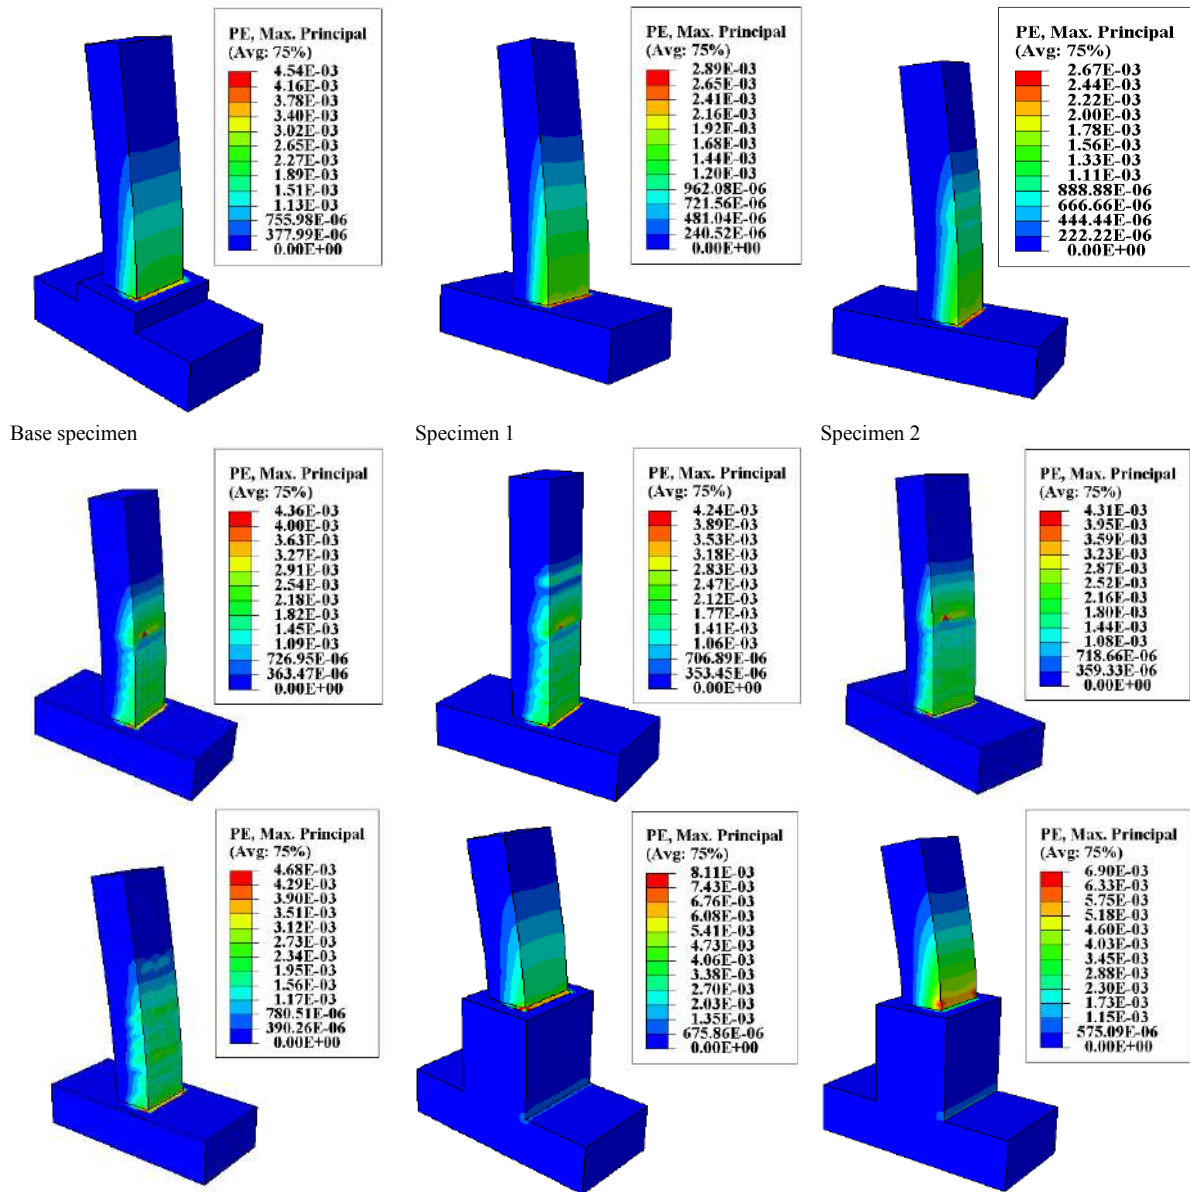 PE, Max. Principal
(Avg: 75%)
4.54E-03
4.16E-03
3.78E-03
3.40E-03
3.02E-03
2.65E-03
2.27E-03
1.89E-03
1.51E-03
1.13E-03
755.98E-06
377.99E-06
0.00E+00
PE, Max. Principal
(Avg: 75%)
2.89E-03
2.65E-03
2.41E-03
2.16E-03
1.92E-03
1.68E-03
1.44E-03
1.20E-03
962.08E-06
721.56E-06
481.04E-06
240.52E-06
0.00E+00
PE, Max. Principal
(Avg: 75%)
2.67E-03
2.44E-03
2.22E-03
2.00E-03
1.78E-03
1.56E-03
1.33E-03
1.11E-03
888.88E-06
666.66E-06
444.44E-06
222.22E-06
0.00E+00
Base specimen
Specimen 1
Specimen 2
PE, Max. Principal
(Avg: 75%)
4.36E-03
4.00E-03
3.63E-03
3.27E-03
2.91E-03
2.54E-03
2.18E-03
1.82E-03
1.45E-03
1.09E-03
726.95E-06
363.47E-06
0.00E+00
PE, Max. Principal
(Avg: 75%)
4.24E-03
3.89E-03
3.53E-03
3.18E-03
2.83E-03
2.47E-03
2.12E-03
1.77E-03
1.41E-03
1.06E-03
706.89E-06
353.45E-06
0.00E+00
PE, Max. Principal
(Avg: 75%)
4.31E-03
3.95E-03
3.59E-03
3.23E-03
2.87E-03
2.52E-03
2.16E-03
1.80E-03
1.44E-03
1.08E-03
718.66E-06
359.33E-06
0.00E+00
PE, Max. Principal
(Avg: 75%)
4.68E-03
4.29E-03
3.90E-03
3.51E-03
3.12E-03
2.73E-03
2.34E-03
1.95E-03
1.56E-03
1.17E-03
780.51E-06
390.26E-06
0.00E+00
PE, Max. Principal
(Avg: 75%)
8.11E-03
7.43E-03
6.76E-03
6.08E-03
5.41E-03
4.73E-03
4.06E-03
3.38E-03
2.70E-03
2.03E-03
1.35E-03
675.86E-06
0.00E+00
PE, Max. Principal
(Avg: 75%)
6.90E-03
6.33E-03
5.75E-03
5.18E-03
4.60E-03
4.03E-03
3.45E-03
2.88E-03
2.30E-03
1.73E-03
1.15E-03
575.09E-06
0.00E+00